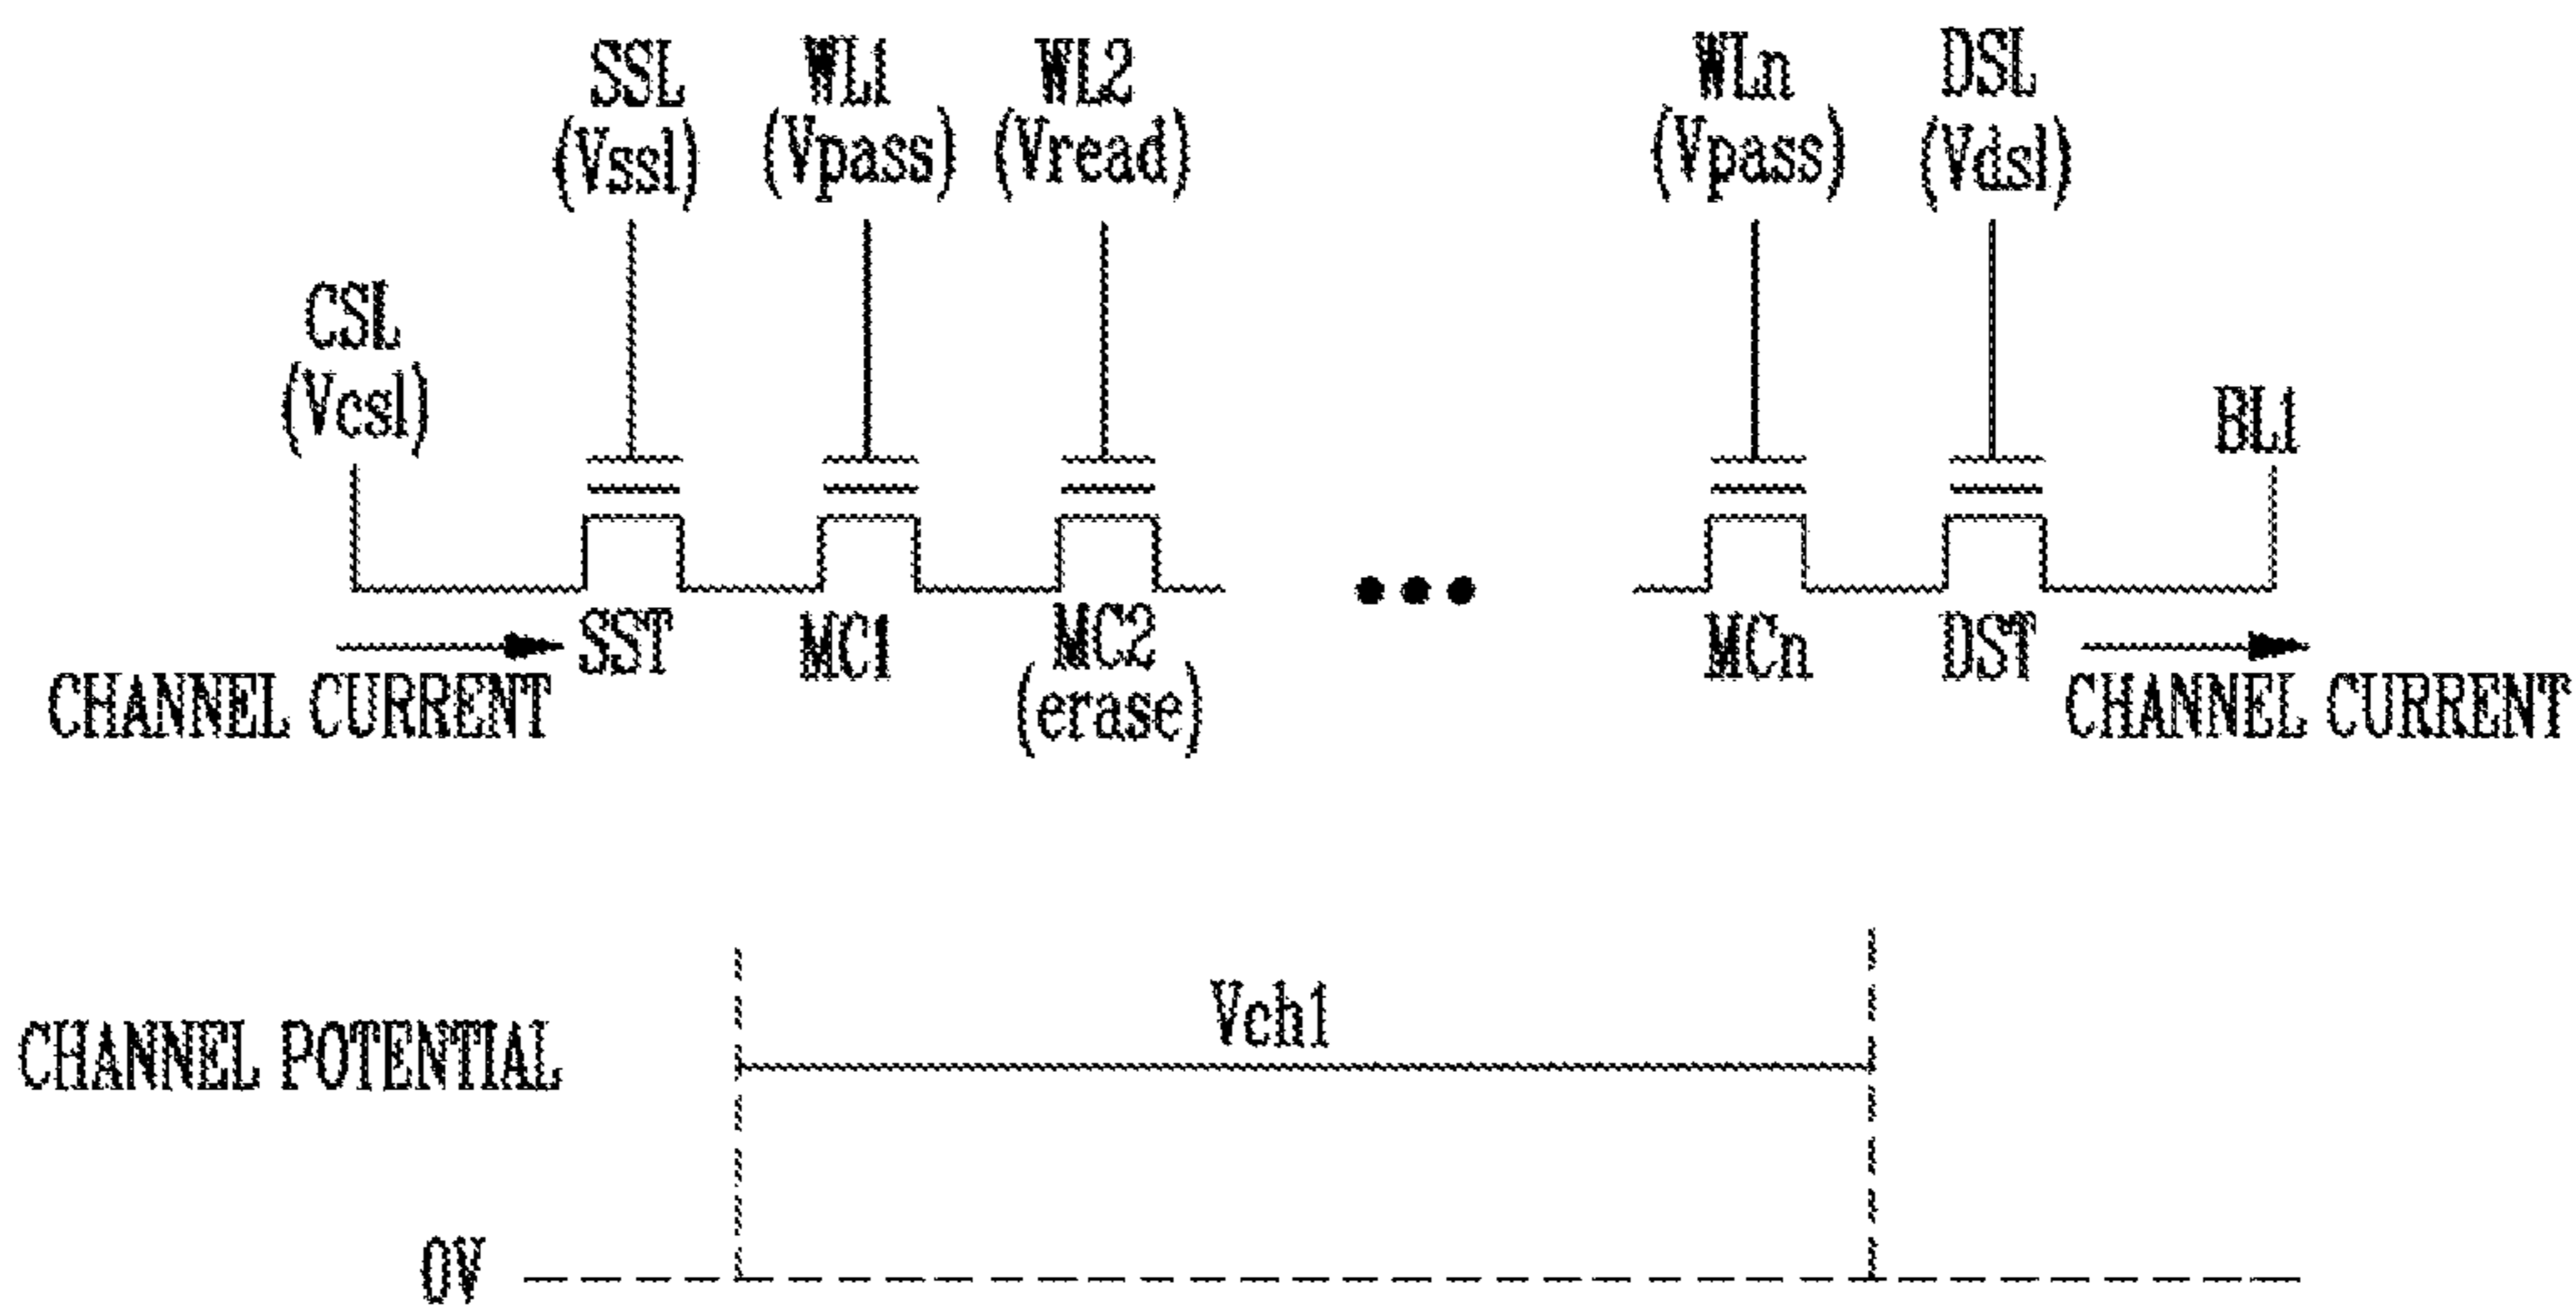 SSL
(Vssl)
WL1
(Vpass)
WL2
(Vread)
WLn
(Vpass)
DSL
(Vdsl)
CSL
(Vcsl)
BL1
SST
MC1
MC2
(erase)
MCn
DST
CHANNEL CURRENT
CHANNEL CURRENT
Vch1
CHANNEL POTENTIAL
0V